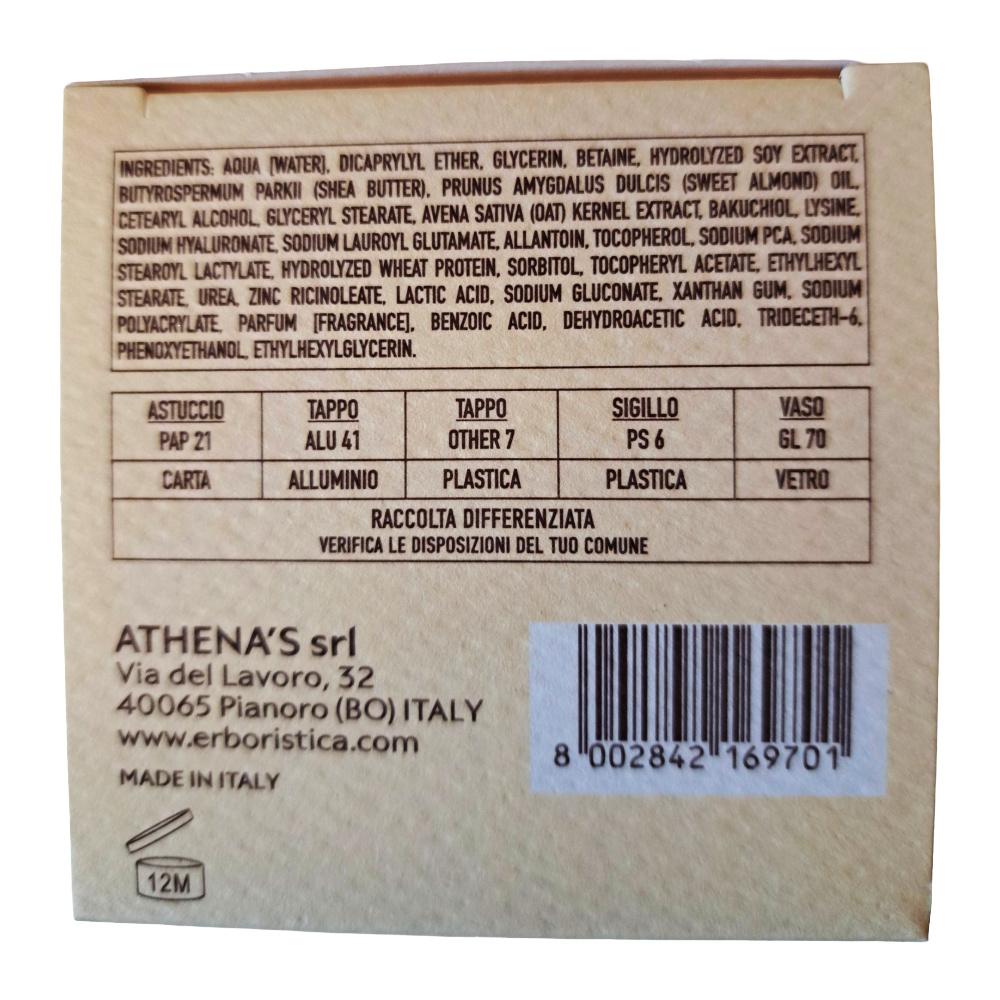 INGREDIENTS: AQUA [WATER], DICAPRYLYL ETHER, GLYCERIN, BETAINE, HYDROLYZED SOY EXTRACT,
BUTYROSPERMUM PARKII (SHEA BUTTER), PRUNUS AMYGDALUS DULCIS (SWEET ALMOND) OIL,
CETEARYL ALCOHOL, GLYCERYL STEARATE, AVENA SATIVA (OAT) KERNEL EXTRACT, BAKUCHIOL, LYSINE,
SODIUM HYALURONATE, SODIUM LAUROYL GLUTAMATE, ALLANTOIN, TOCOPHEROL, SODIUM PCA, SODIUM
STEAROYL LACTYLATE, HYDROLYZED WHEAT PROTEIN, SORBITOL, TOCOPHERYL ACETATE, ETHYLHEXYL
STEARATE, UREA, ZINC RICINOLEATE, LACTIC ACID, SODIUM GLUCONATE, XANTHAN GUM, SODIUM
POLYACRYLATE, PARFUM [FRAGRANCE], BENZOIC ACID, DEHYDROACETIC ACID, TRIDECETH-6,
PHENOXYETHANOL, ETHYLHEXYLGLYCERIN.
ASTUCCIO TAPPO TAPPO SIGILLO VASO
PAP 21 ALU 41 OTHER 7 PS 6 GL 70
CARTA ALLUMINIO PLASTICA PLASTICA VETRO
RACCOLTA DIFFERENZIATA
VERIFICA LE DISPOSIZIONI DEL TUO COMUNE
ATHENA'S srl
Via del Lavoro, 32
40065 Pianoro (BO) ITALY
www.erboristica.com
MADE IN ITALY
12M
8 002842 169701